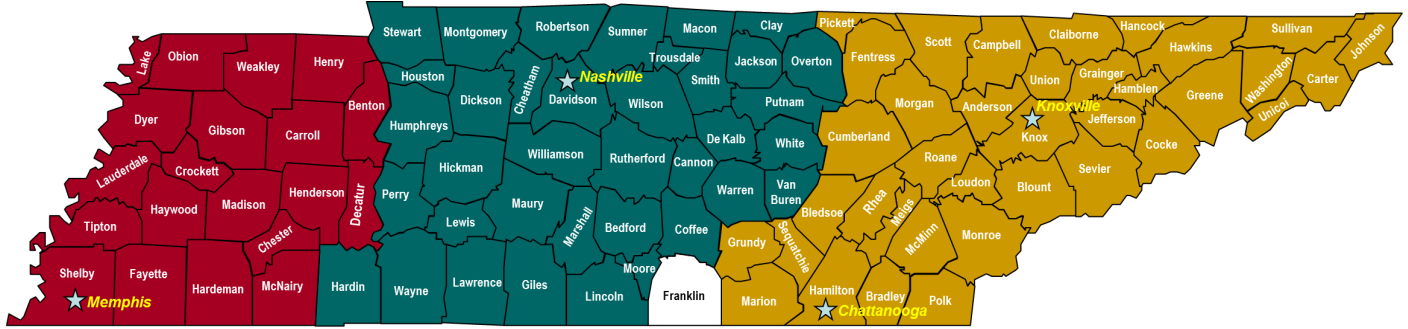 Stewart
Montgomery
Robertson
Sumner
Macon
Clay
Pickett
Scott
Campbell
Claiborne
Hancock
Hawkins
Sullivan
Johnson
Lake
Obion
Weakley
Henry
Houston
Trousdale
Jackson
Overton
Fentress
Union
Grainger
Hamblen
Washington
Carter
Benton
Dickson
Cheatham
Nashville
Davidson
Smith
Wilson
Putnam
Morgan
Anderson
Knoxville
Jefferson
Greene
Unicoi
Dyer
Gibson
Carroll
Humphreys
De Kalb
White
Cumberland
Knox
Cocke
Lauderdale
Crockett
Hickman
Williamson
Rutherford
Cannon
Roane
Loudon
Blount
Sevier
Haywood
Madison
Henderson
Decatur
Perry
Maury
Warren
Van
Buren
Bledsoe
Rhea
Meigs
Tipton
Chester
Lewis
Marshall
Bedford
Coffee
Grundy
Sequatchie
McMinn
Monroe
Shelby
Memphis
Fayette
Hardeman
McNairy
Hardin
Wayne
Lawrence
Giles
Lincoln
Moore
Franklin
Marion
Hamilton
Chattanooga
Bradley
Polk